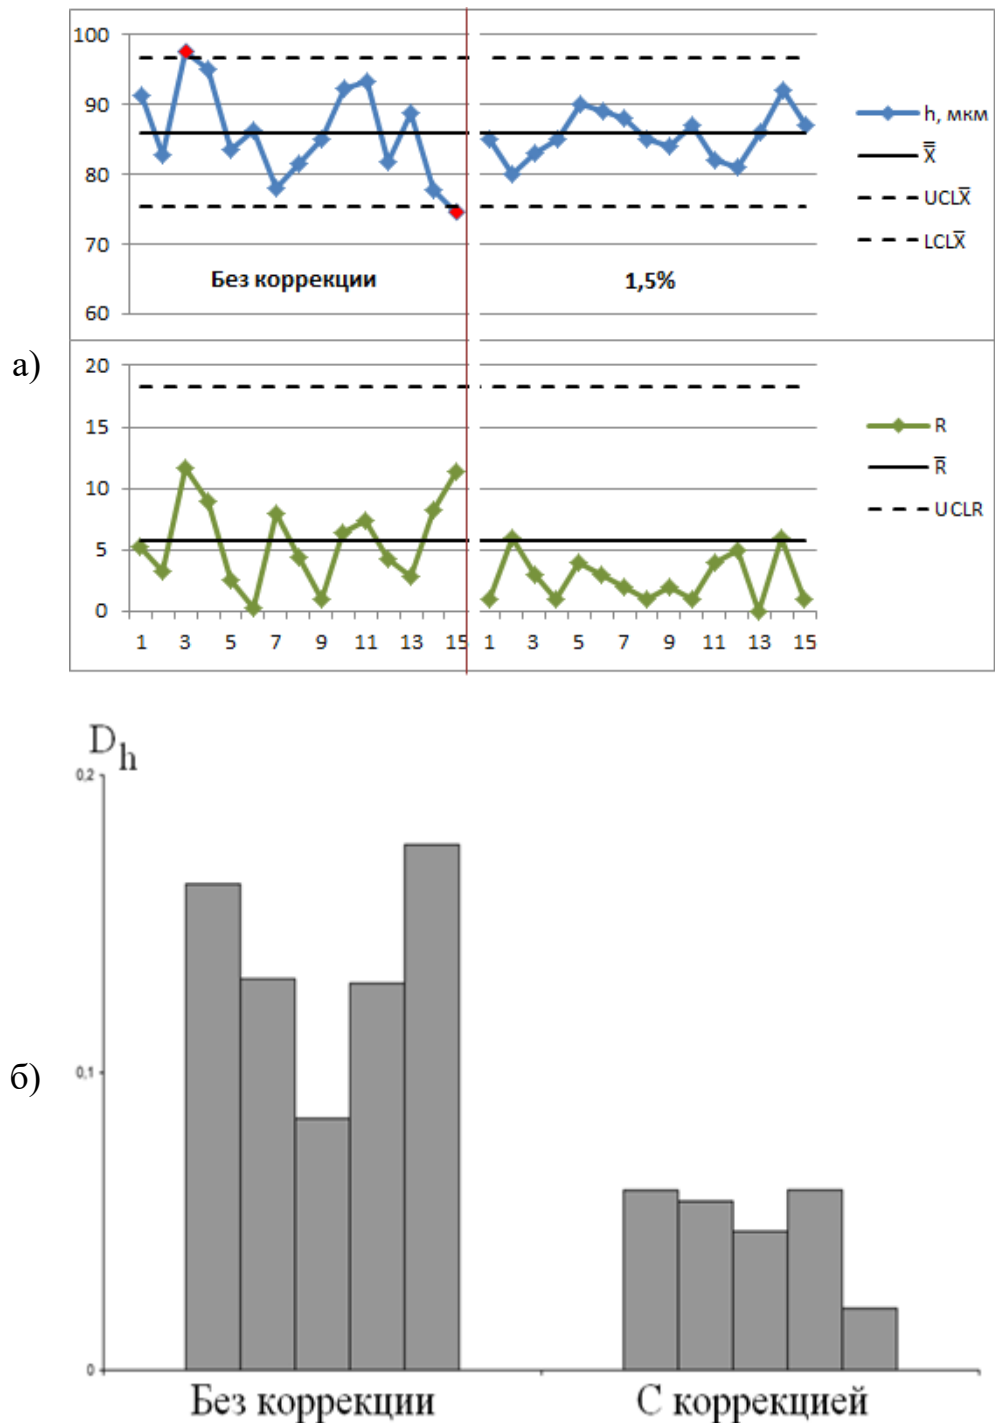 100
90
80
70
60
Без коррекции
1,5%
h, мкм
X̿
UCLX̅
LCLX̅
а)
20
15
10
5
0
1 3 5 7 9 11 13 15
1 3 5 7 9 11 13 15
R
R̅
UCLR
Dh
0,2
б)
0,1
0
Без коррекции
С коррекцией